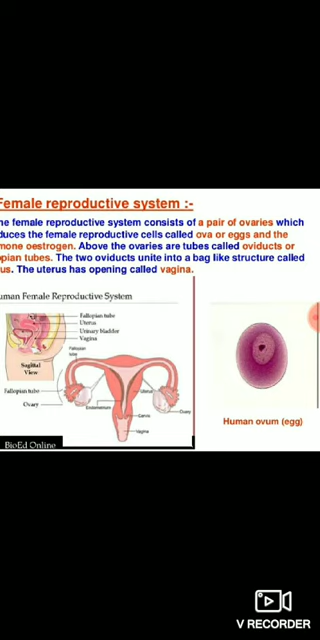 Female reproductive system :-
he female reproductive system consists of a pair of ovaries which
duces the female reproductive cells called ova or eggs and the
mone oestrogen. Above the ovaries are tubes called oviducts or
opian tubes. The two oviducts unite into a bag like structure called
us. The uterus has opening called vagina.
uman Female Reproductive System
Fallopian tube
Uterus
Urinary bladder
Vagina
Sagittal
View
Fallopian
tube
Fallopian tube
Ovary
Uterus
Endometrium
Ovary
Cervix
Vagina
Human ovum (egg)
BioEd Online
V RECORDER